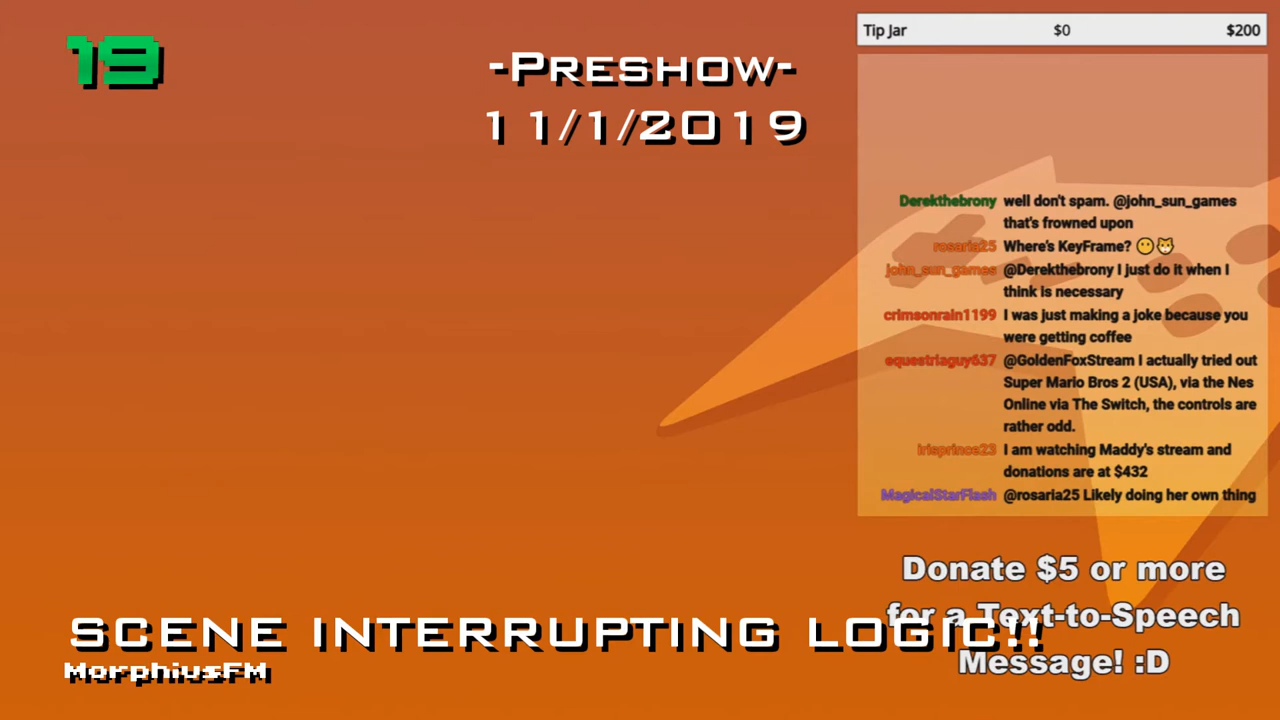 19
-Preshow-
11/1/2019
Tip Jar $0 $200
Derekthebrony well don't spam. @john_sun_games
that's frowned upon
rosaria25 Where's KeyFrame? 😶🐯
john_sun_games @Derekthebrony I just do it when I
think is necessary
crimsonrain1199 I was just making a joke because you
were getting coffee
equestriaguy637 @GoldenFoxStream I actually tried out
Super Mario Bros 2 (USA), via the Nes
Online via The Switch, the controls are
rather odd.
irisprince23 I am watching Maddy's stream and
donations are at $432
MagicalStarFlash @rosaria25 Likely doing her own thing
Donate $5 or more
for a Text-to-Speech
Message! :D
SCENE INTERRUPTING LOGIC!!
MorphiusFM